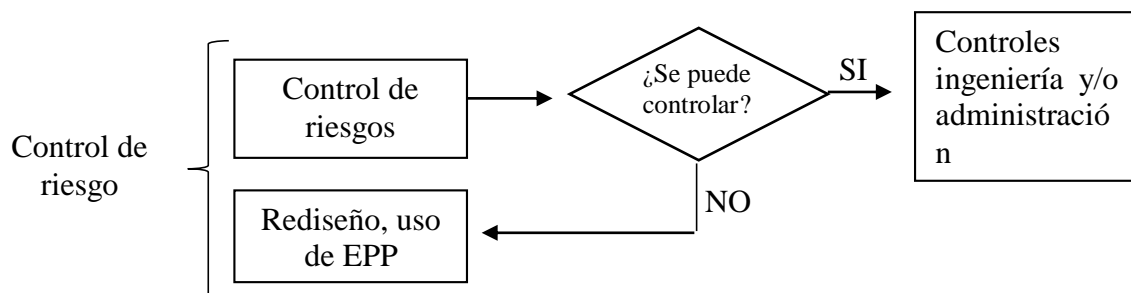 Control de
riesgo
Control de
riesgos
¿Se puede
controlar?
SI
Controles
ingeniería y/o
administració
n
NO
Rediseño, uso
de EPP